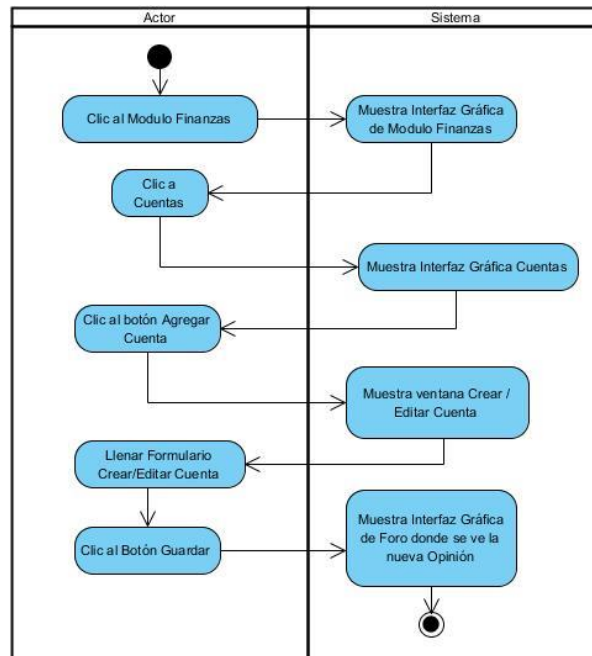 Actor
Sistema
Clic al Modulo Finanzas
Muestra Interfaz Gráfica
de Modulo Finanzas
Clic a
Cuentas
Muestra Interfaz Gráfica Cuentas
Clic al botón Agregar
Cuenta
Muestra ventana Crear /
Editar Cuenta
Llenar Formulario
Crear/Editar Cuenta
Clic al Botón Guardar
Muestra Interfaz Gráfica
de Foro donde se ve la
nueva Opinión